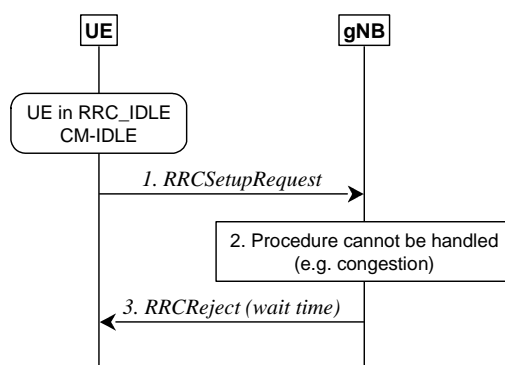 UE
gNB
UE in RRC_IDLE
CM-IDLE
1. RRCSetupRequest
2. Procedure cannot be handled
(e.g. congestion)
3. RRCReject (wait time)